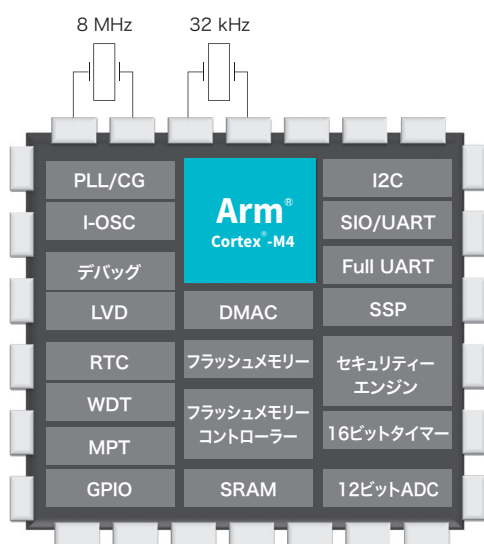 8 MHz
32 kHz
PLL/CG
I-OSC
デバッグ
LVD
RTC
WDT
MPT
GPIO
Arm®
Cortex®-M4
DMAC
フラッシュメモリー
フラッシュメモリー
コントローラー
SRAM
I2C
SIO/UART
Full UART
SSP
セキュリティー
エンジン
16ビットタイマー
12ビットADC